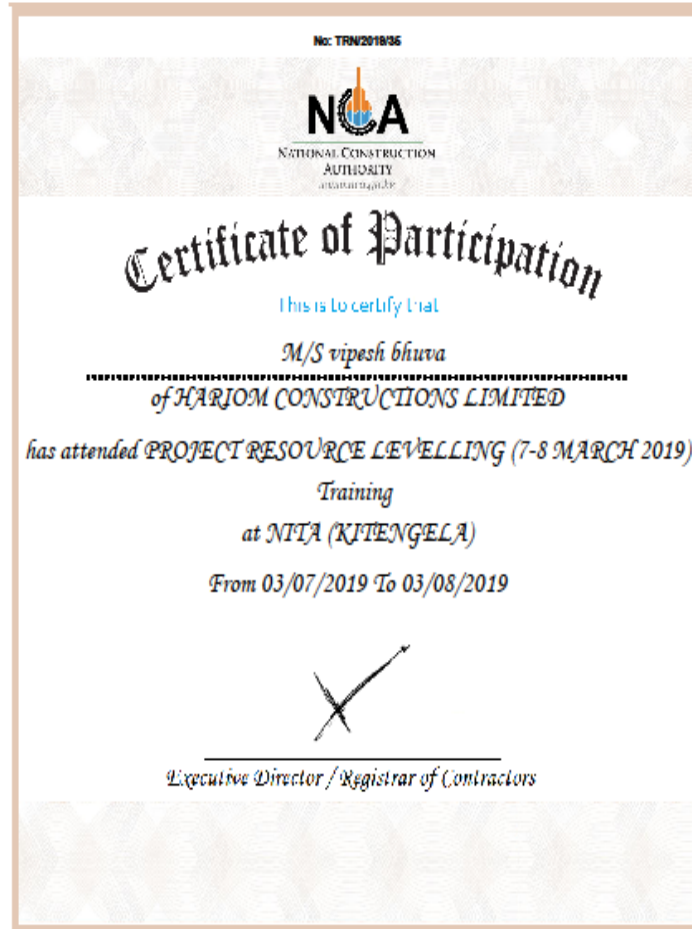 No: TRN/2019/35
NCA
NATIONAL CONSTRUCTION
AUTHORITY
Certificate of Participation
This is to certify that
M/S vipesh bhuva
of HARIOM CONSTRUCTIONS LIMITED
has attended PROJECT RESOURCE LEVELLING (7-8 MARCH 2019)
Training
at NITA (KITENGELA)
From 03/07/2019 To 03/08/2019
Executive Director / Registrar of Contractors